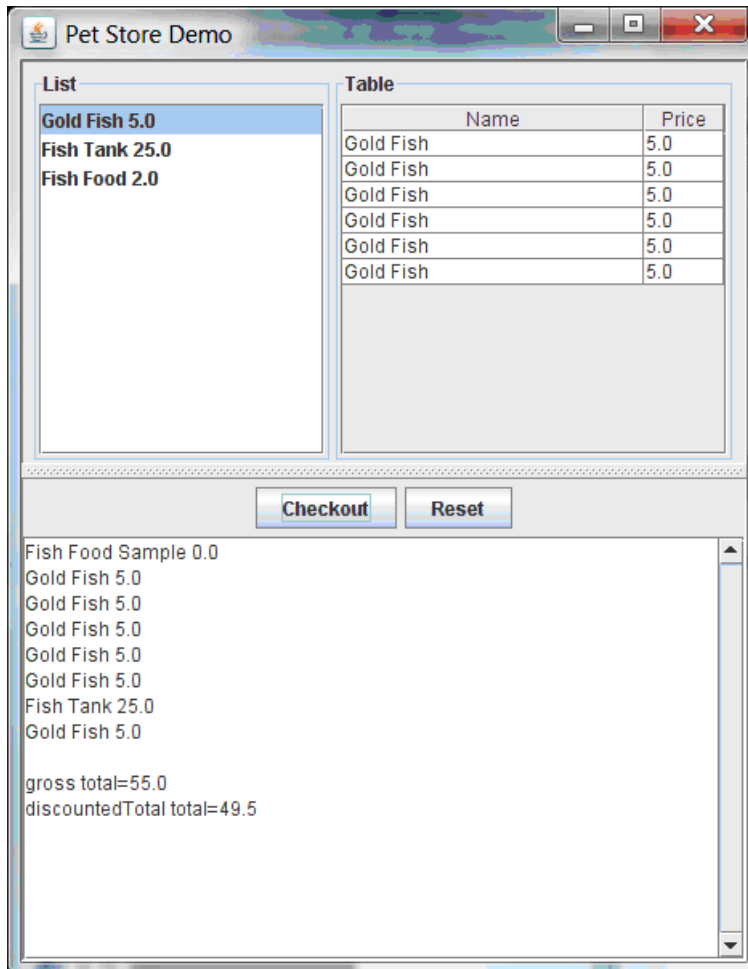 Pet Store Demo
List
Gold Fish 5.0
Fish Tank 25.0
Fish Food 2.0
Table
Name Price
Gold Fish 5.0
Gold Fish 5.0
Gold Fish 5.0
Gold Fish 5.0
Gold Fish 5.0
Gold Fish 5.0
Checkout Reset
Fish Food Sample 0.0
Gold Fish 5.0
Gold Fish 5.0
Gold Fish 5.0
Gold Fish 5.0
Gold Fish 5.0
Fish Tank 25.0
Gold Fish 5.0
gross total=55.0
discountedTotal total=49.5